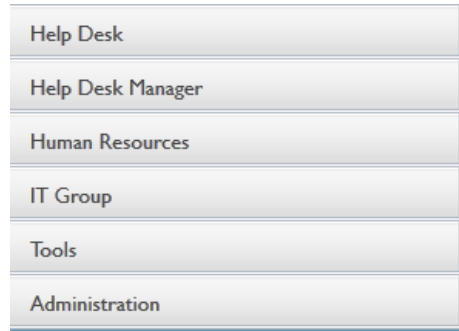 Help Desk
Help Desk Manager
Human Resources
IT Group
Tools
Administration